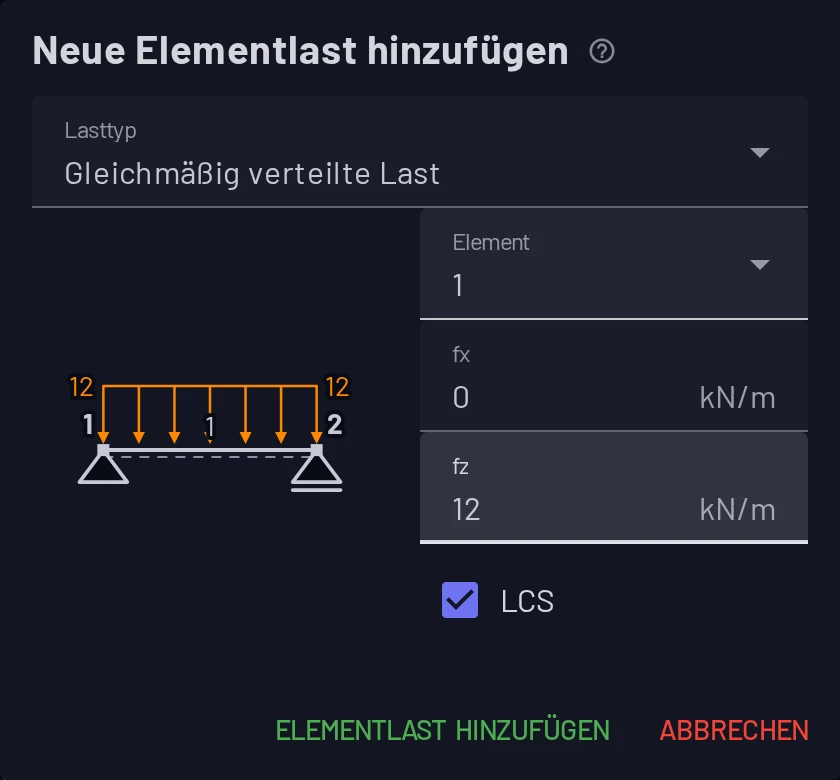 Neue Elementlast hinzufügen ?
Lasttyp
Gleichmäßig verteilte Last
Element
1
fx
0 kN/m
fz
12 kN/m
LCS
12 12
1 1 2
ELEMENTLAST HINZUFÜGEN ABBRECHEN